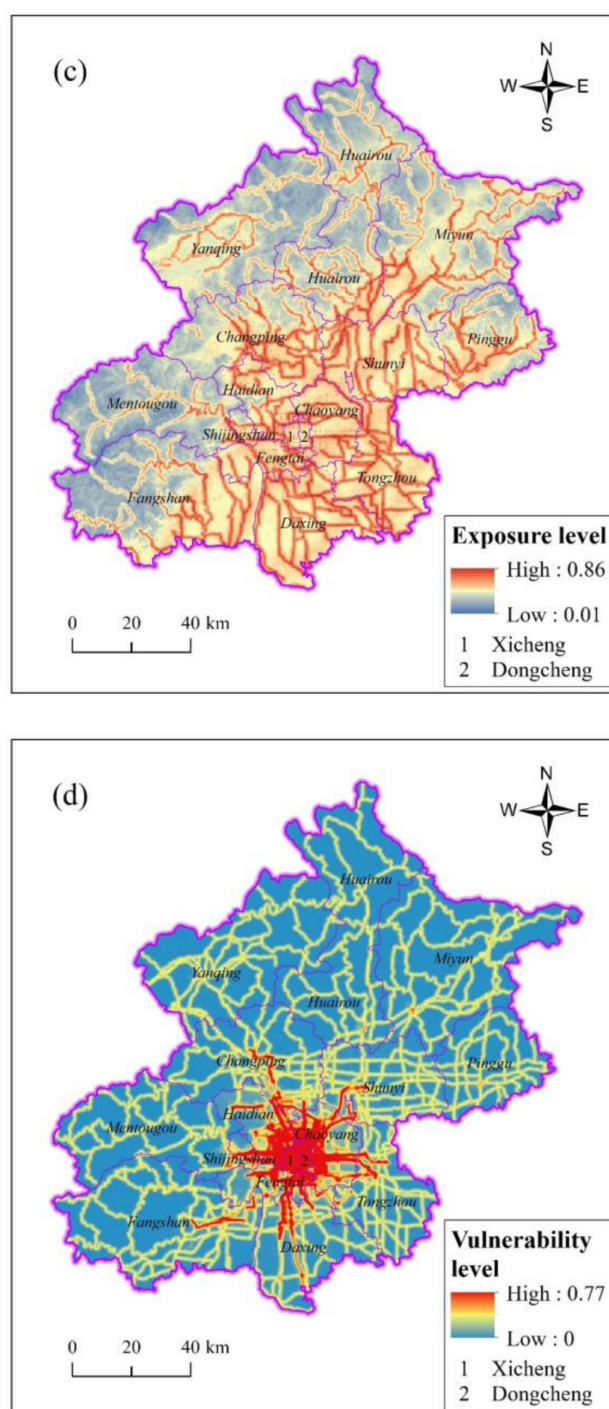 (c)
N
W E
S
Huairou
Miyun
Yanqing
Huairou
Pinggu
Changping
Shunyi
Haidian
Mentougou
Chaoyang
Shijingshan 1 2
Fengtai
Tongzhou
Fangshan
Daxing
Exposure level
High : 0.86
Low : 0.01
1 Xicheng
2 Dongcheng
0 20 40 km
(d)
N
W E
S
Huairou
Miyun
Yanqing
Huairou
Changping
Pinggu
Shunyi
Haidian
Mentougou
Chaoyang
Shijingshan 1 2
Fengtai
Tongzhou
Fangshan
Daxing
Vulnerability
level
High : 0.77
Low : 0
1 Xicheng
2 Dongcheng
0 20 40 km